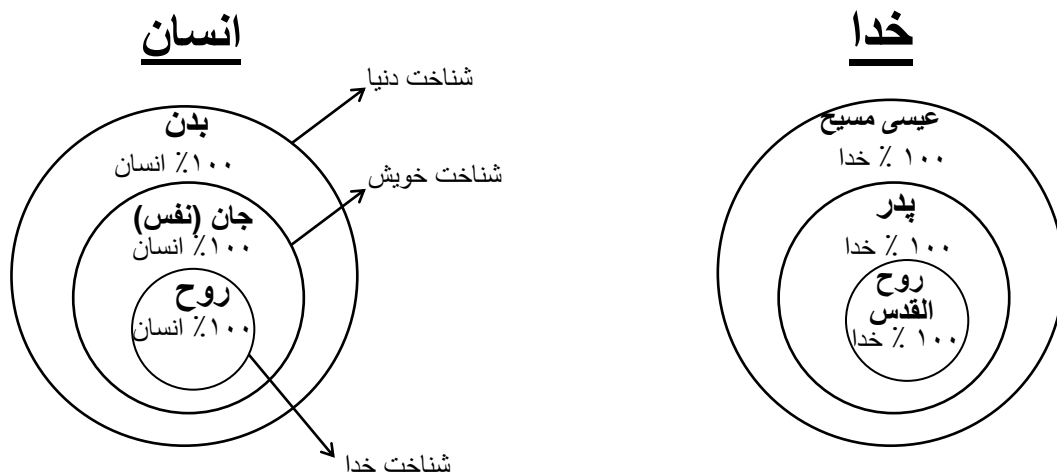 خدا
عیسی مسیح
۱۰۰ ٪ خدا
پدر
۱۰۰ ٪ خدا
روح
القدس
۱۰۰ ٪ خدا
انسان
بدن
۱۰۰٪ انسان
جان (نفس)
۱۰۰٪ انسان
روح
۱۰۰٪ انسان
شناخت دنیا
شناخت خویش
شناخت خدا